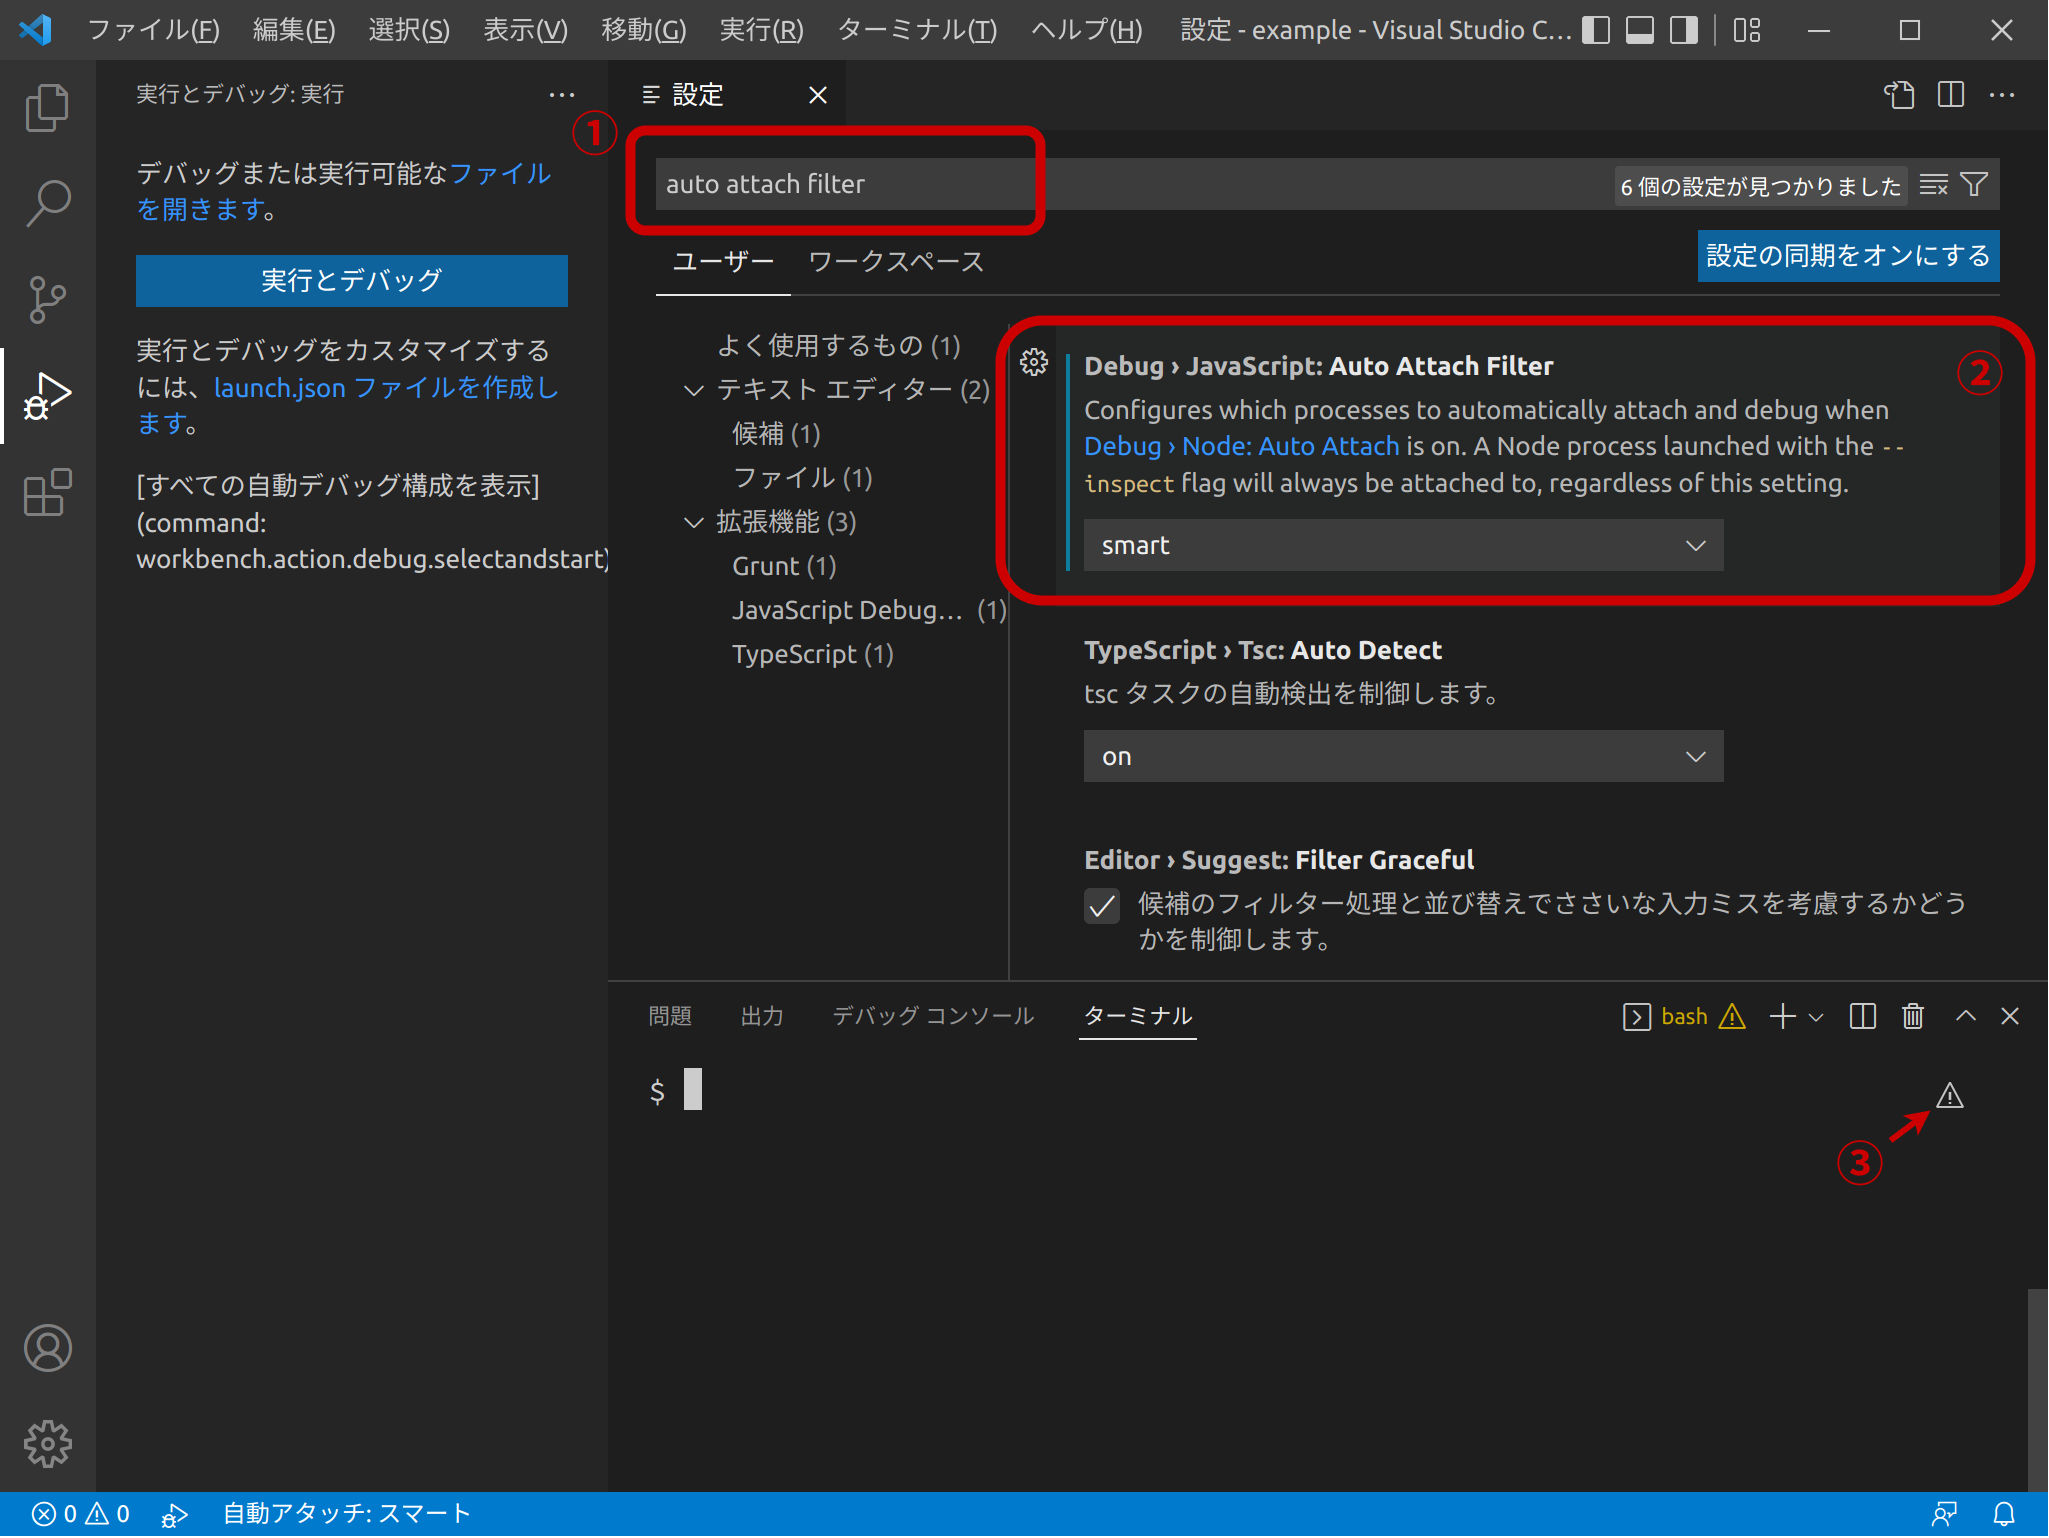 ファイル(F) 編集(E) 選択(S) 表示(V) 移動(G) 実行(R) ターミナル(T) ヘルプ(H) 設定 - example - Visual Studio C...
実行とデバッグ: 実行
デバッグまたは実行可能なファイル
を開きます。
実行とデバッグ
実行とデバッグをカスタマイズする
には、launch.json ファイルを作成し
ます。
[すべての自動デバッグ構成を表示]
(command:
workbench.action.debug.selectandstart)
設定
①
auto attach filter
6 個の設定が見つかりました
ユーザー ワークスペース
設定の同期をオンにする
よく使用するもの (1)
テキスト エディター (2)
候補 (1)
ファイル (1)
拡張機能 (3)
Grunt (1)
JavaScript Debug... (1)
TypeScript (1)
②
Debug › JavaScript: Auto Attach Filter
Configures which processes to automatically attach and debug when
Debug › Node: Auto Attach is on. A Node process launched with the --
inspect flag will always be attached to, regardless of this setting.
smart
TypeScript › Tsc: Auto Detect
tsc タスクの自動検出を制御します。
on
Editor › Suggest: Filter Graceful
候補のフィルター処理と並び替えでささいな入力ミスを考慮するかどう
かを制御します。
問題 出力 デバッグ コンソール ターミナル
bash
$
③
0 0 自動アタッチ: スマート